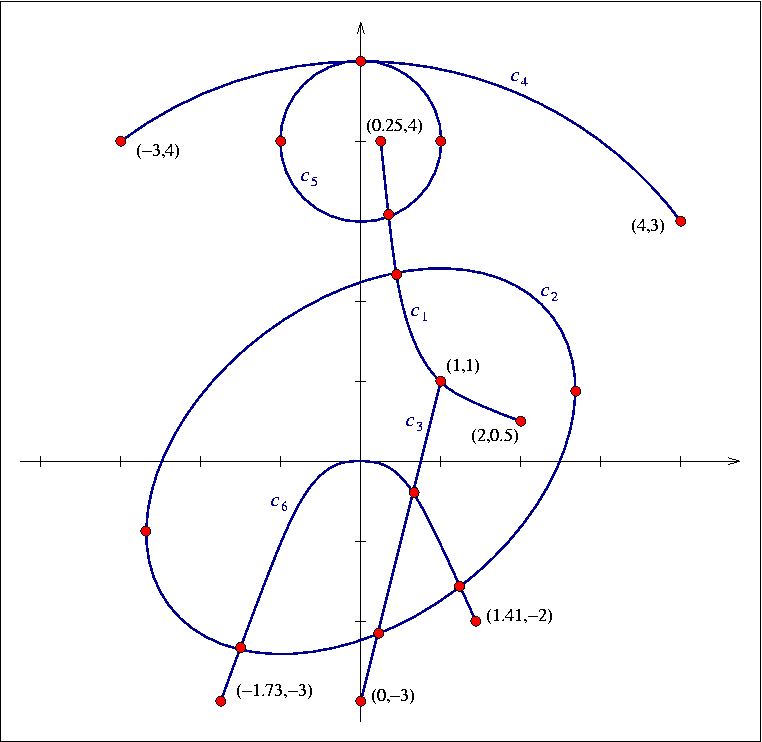 c₄
(0.25,4)
(−3,4)
c₅
(4,3)
c₂
c₁
(1,1)
c₃
(2,0.5)
c₆
(1.41,−2)
(−1.73,−3)
(0,−3)